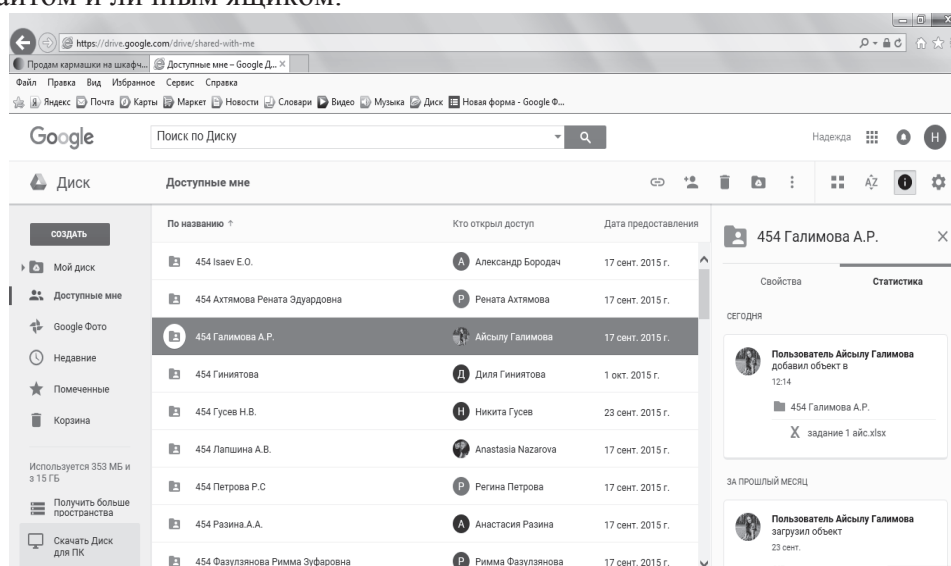 айтом и личным ящиком.
https://drive.google.com/drive/shared-with-me
Продам кармашки на шкафч... Доступные мне – Google Д... ×
Файл Правка Вид Избранное Сервис Справка
Яндекс Почта Карты Маркет Новости Словари Видео Музыка Диск Новая форма - Google Ф...
Google Поиск по Диску Надежда Н
Диск Доступные мне
СОЗДАТЬ
Мой диск
Доступные мне
Google Фото
Недавние
Помеченные
Корзина
Используется 353 МБ и
з 15 ГБ
Получить больше
пространства
Скачать Диск
для ПК
По названию ↑ Кто открыл доступ Дата предоставления
454 Isaev E.O. А Александр Бородач 17 сент. 2015 г.
454 Ахтямова Рената Эдуардовна Р Рената Ахтямова 17 сент. 2015 г.
454 Галимова А.Р. Айсылу Галимова 17 сент. 2015 г.
454 Гиниятова Д Диля Гиниятова 1 окт. 2015 г.
454 Гусев Н.В. Н Никита Гусев 23 сент. 2015 г.
454 Лапшина А.В. Anastasia Nazarova 17 сент. 2015 г.
454 Петрова Р.С Р Регина Петрова 17 сент. 2015 г.
454 Разина.А.А. А Анастасия Разина 17 сент. 2015 г.
454 Фазулзянова Римма Зуфаровна Р Римма Фазулзянова 17 сент. 2015 г.
454 Галимова А.Р. ×
Свойства Статистика
СЕГОДНЯ
Пользователь Айсылу Галимова
добавил объект в
12:14
454 Галимова А.Р.
задание 1 айс.xlsx
ЗА ПРОШЛЫЙ МЕСЯЦ
Пользователь Айсылу Галимова
загрузил объект
23 сент.